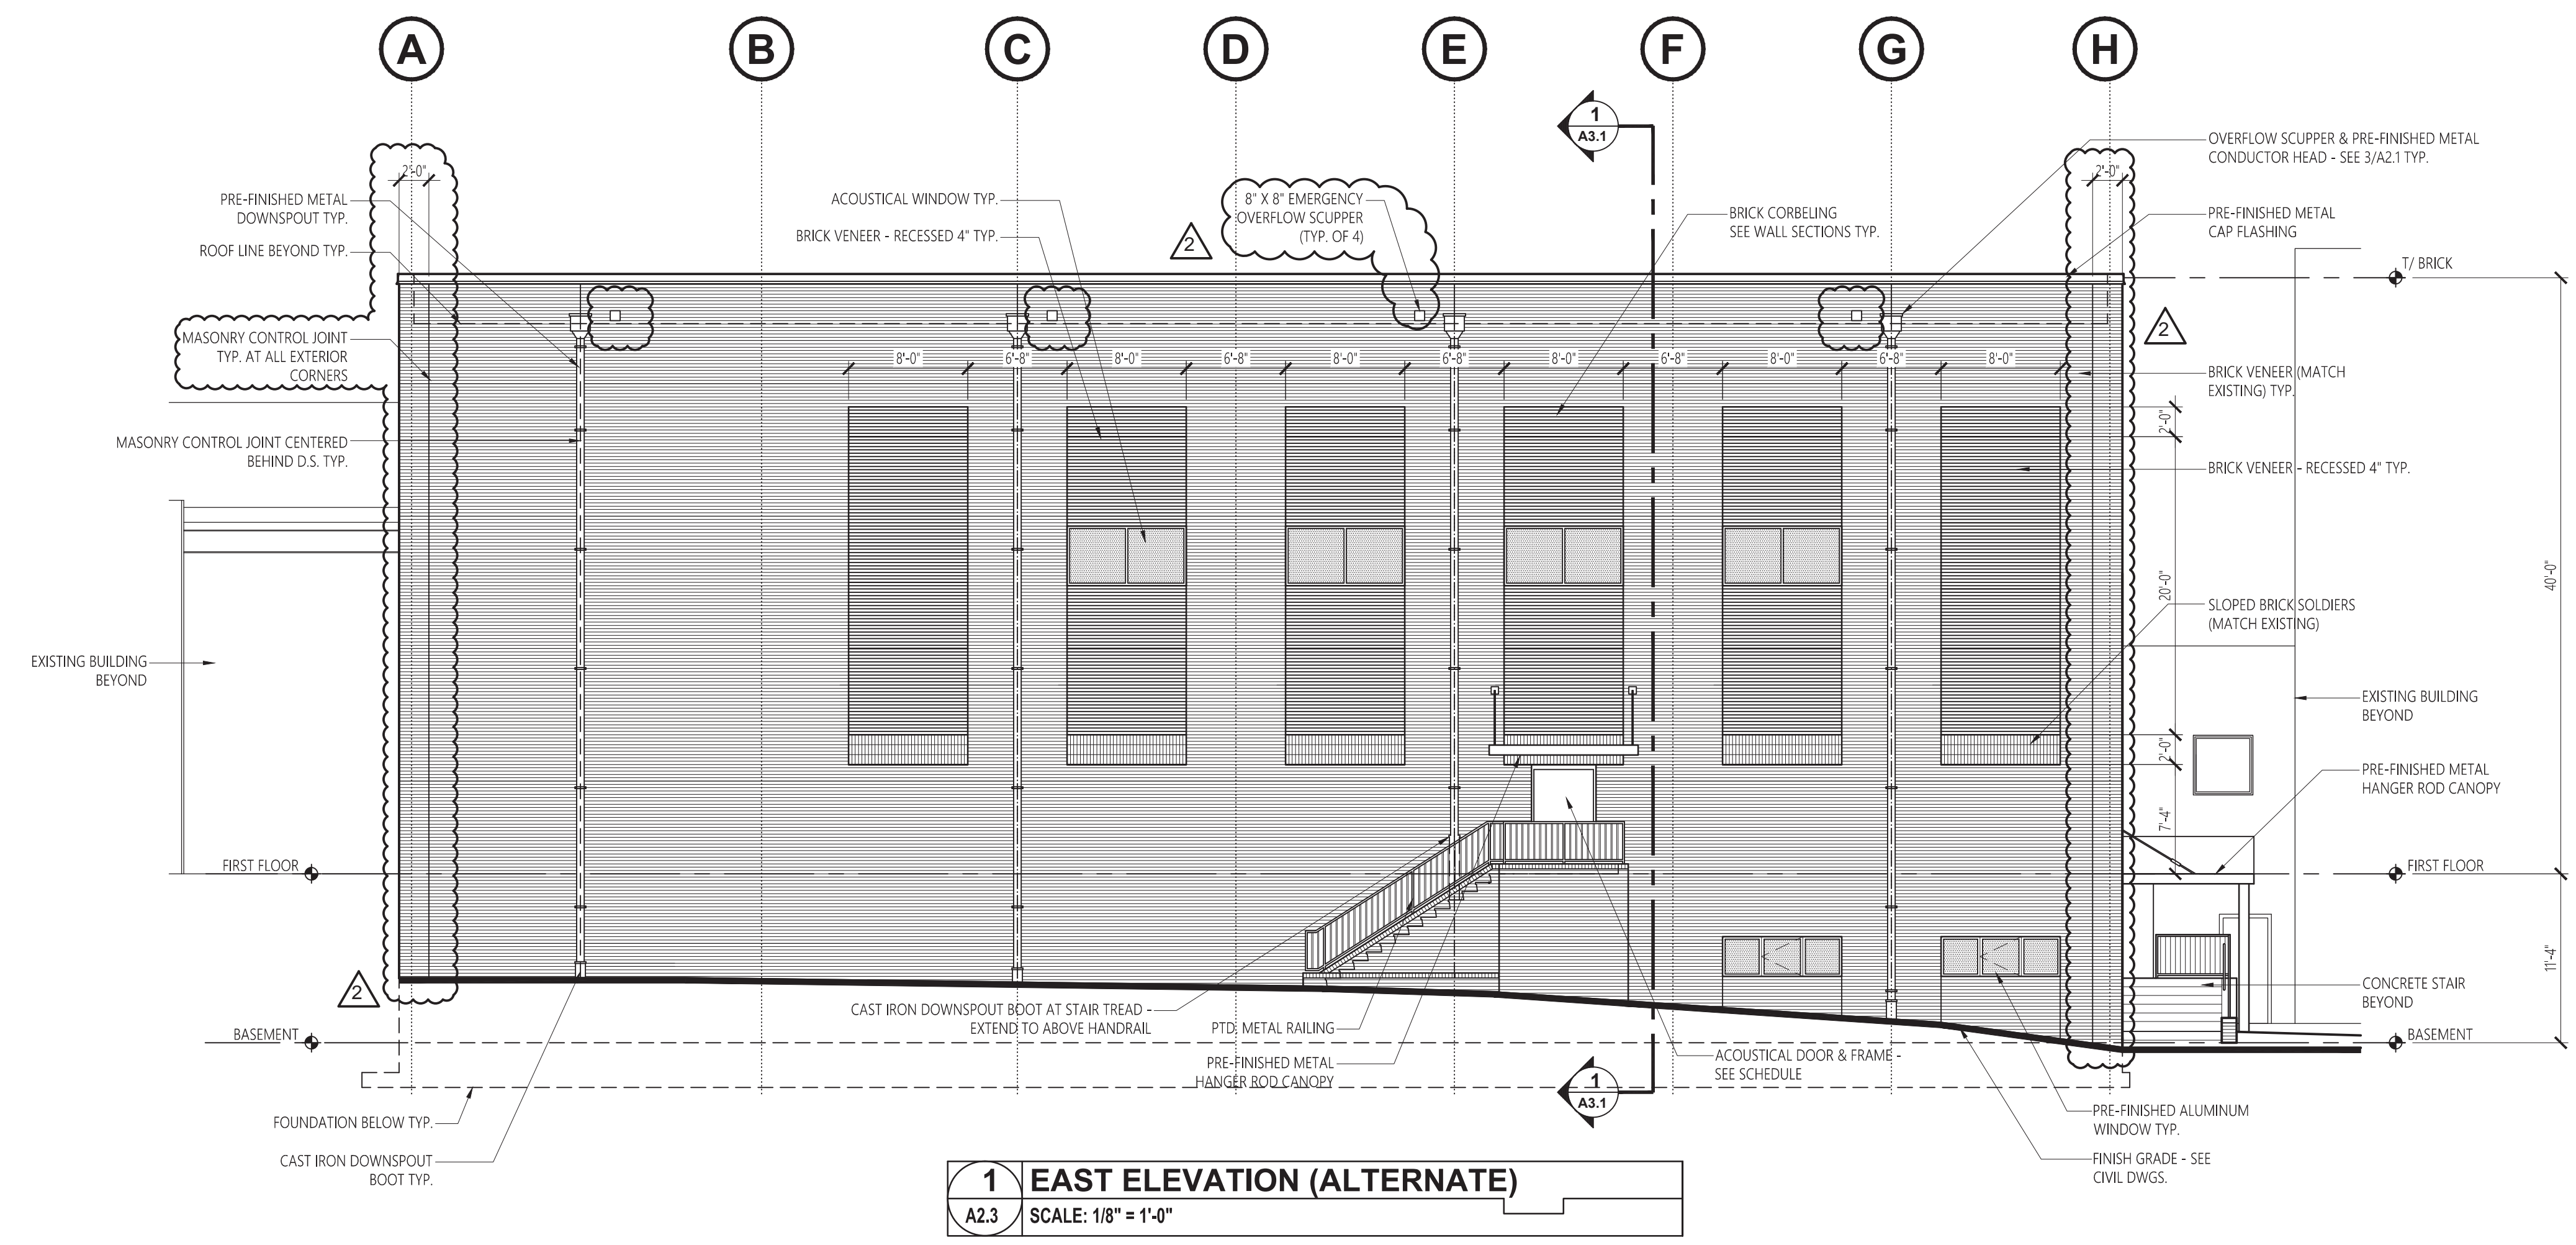 A B C D E F G H
1
A3.1
2'-0"
PRE-FINISHED METAL
DOWNSPOUT TYP.
ROOF LINE BEYOND TYP.
MASONRY CONTROL JOINT
TYP. AT ALL EXTERIOR
CORNERS
MASONRY CONTROL JOINT CENTERED
BEHIND D.S. TYP.
EXISTING BUILDING
BEYOND
FIRST FLOOR
2
BASEMENT
FOUNDATION BELOW TYP.
CAST IRON DOWNSPOUT
BOOT TYP.
ACOUSTICAL WINDOW TYP.
BRICK VENEER - RECESSED 4" TYP.
2
8" X 8" EMERGENCY
OVERFLOW SCUPPER
(TYP. OF 4)
BRICK CORBELING
SEE WALL SECTIONS TYP.
8'-0" 6'-8" 8'-0" 6'-8" 8'-0" 6'-8" 8'-0" 6'-8" 8'-0" 6'-8" 8'-0"
CAST IRON DOWNSPOUT BOOT AT STAIR TREAD -
EXTEND TO ABOVE HANDRAIL
PTD. METAL RAILING
PRE-FINISHED METAL
HANGER ROD CANOPY
1
A3.1
ACOUSTICAL DOOR & FRAME -
SEE SCHEDULE
2'-0"
OVERFLOW SCUPPER & PRE-FINISHED METAL
CONDUCTOR HEAD - SEE 3/A2.1 TYP.
PRE-FINISHED METAL
CAP FLASHING
T/ BRICK
2
BRICK VENEER (MATCH
EXISTING) TYP.
2'-0"
BRICK VENEER - RECESSED 4" TYP.
20'-0"
40'-0"
SLOPED BRICK SOLDIERS
(MATCH EXISTING)
EXISTING BUILDING
BEYOND
2'-0"
PRE-FINISHED METAL
HANGER ROD CANOPY
7'-4"
FIRST FLOOR
11'-4"
CONCRETE STAIR
BEYOND
BASEMENT
PRE-FINISHED ALUMINUM
WINDOW TYP.
FINISH GRADE - SEE
CIVIL DWGS.
1
A2.3
EAST ELEVATION (ALTERNATE)
SCALE: 1/8" = 1'-0"